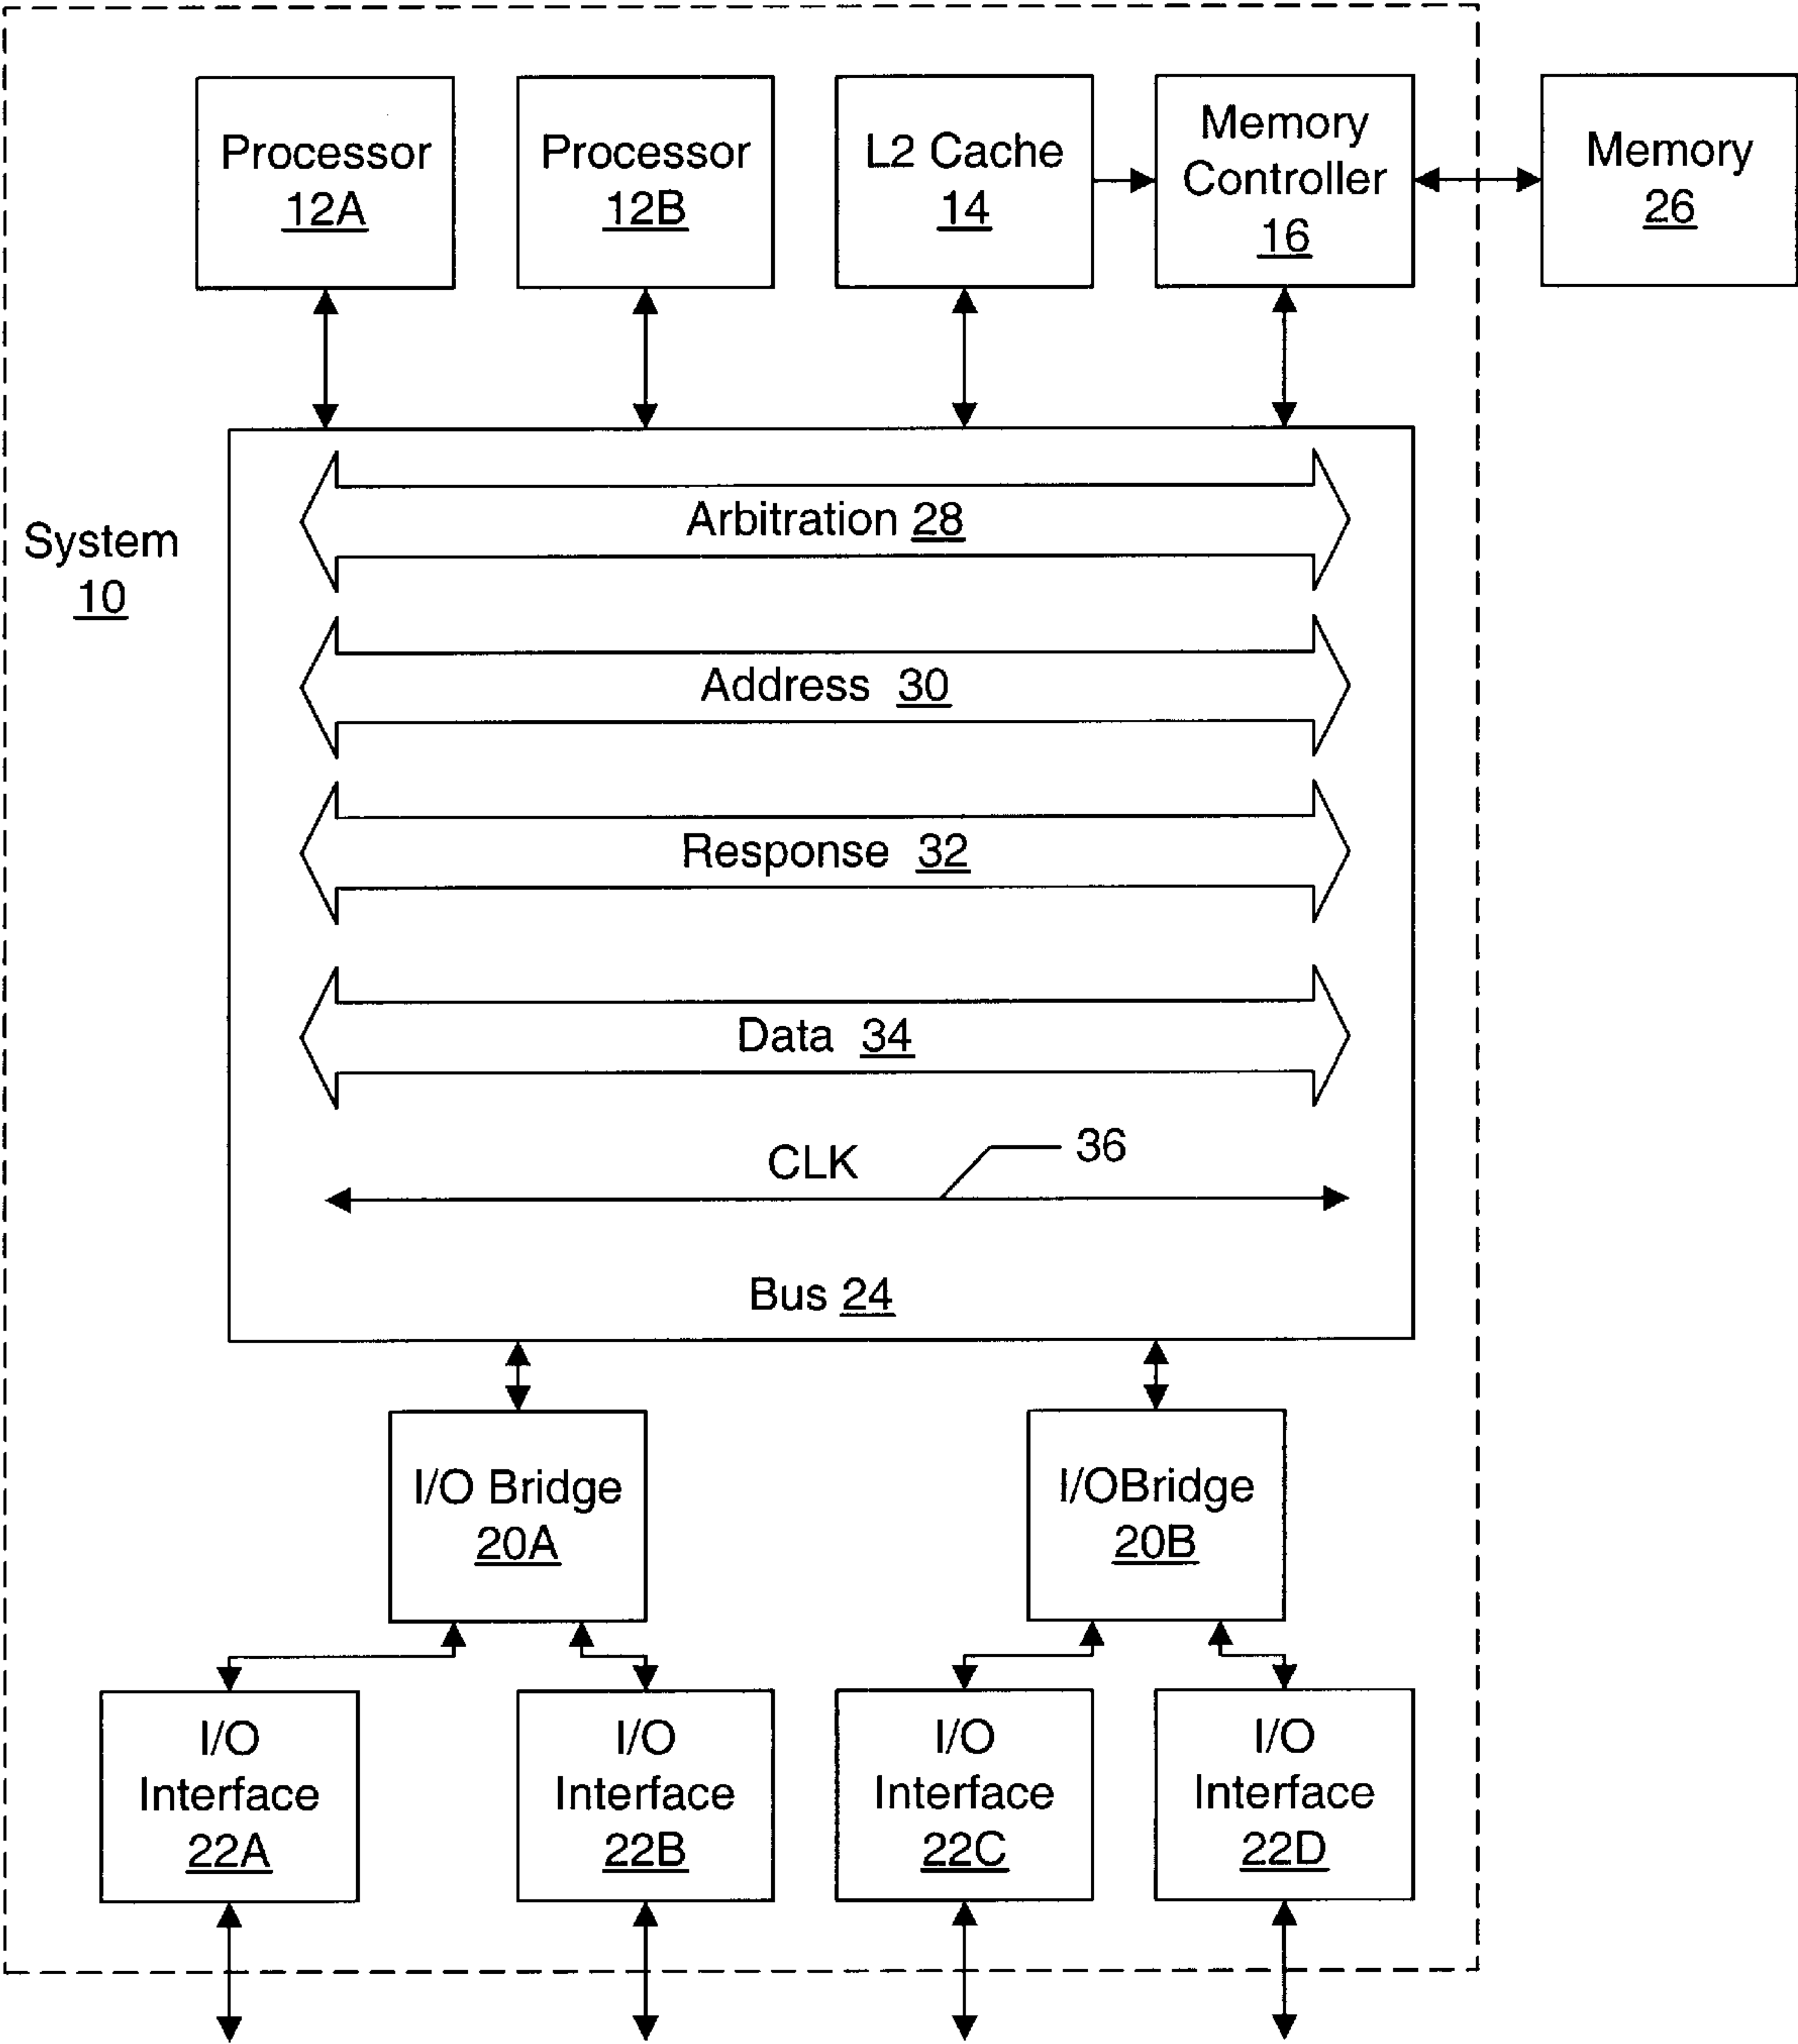 Processor
12A
Processor
12B
L2 Cache
14
Memory
Controller
16
Memory
26
System
10
Arbitration 28
Address 30
Response 32
Data 34
CLK
36
Bus 24
I/O Bridge
20A
I/OBridge
20B
I/O
Interface
22A
I/O
Interface
22B
I/O
Interface
22C
I/O
Interface
22D